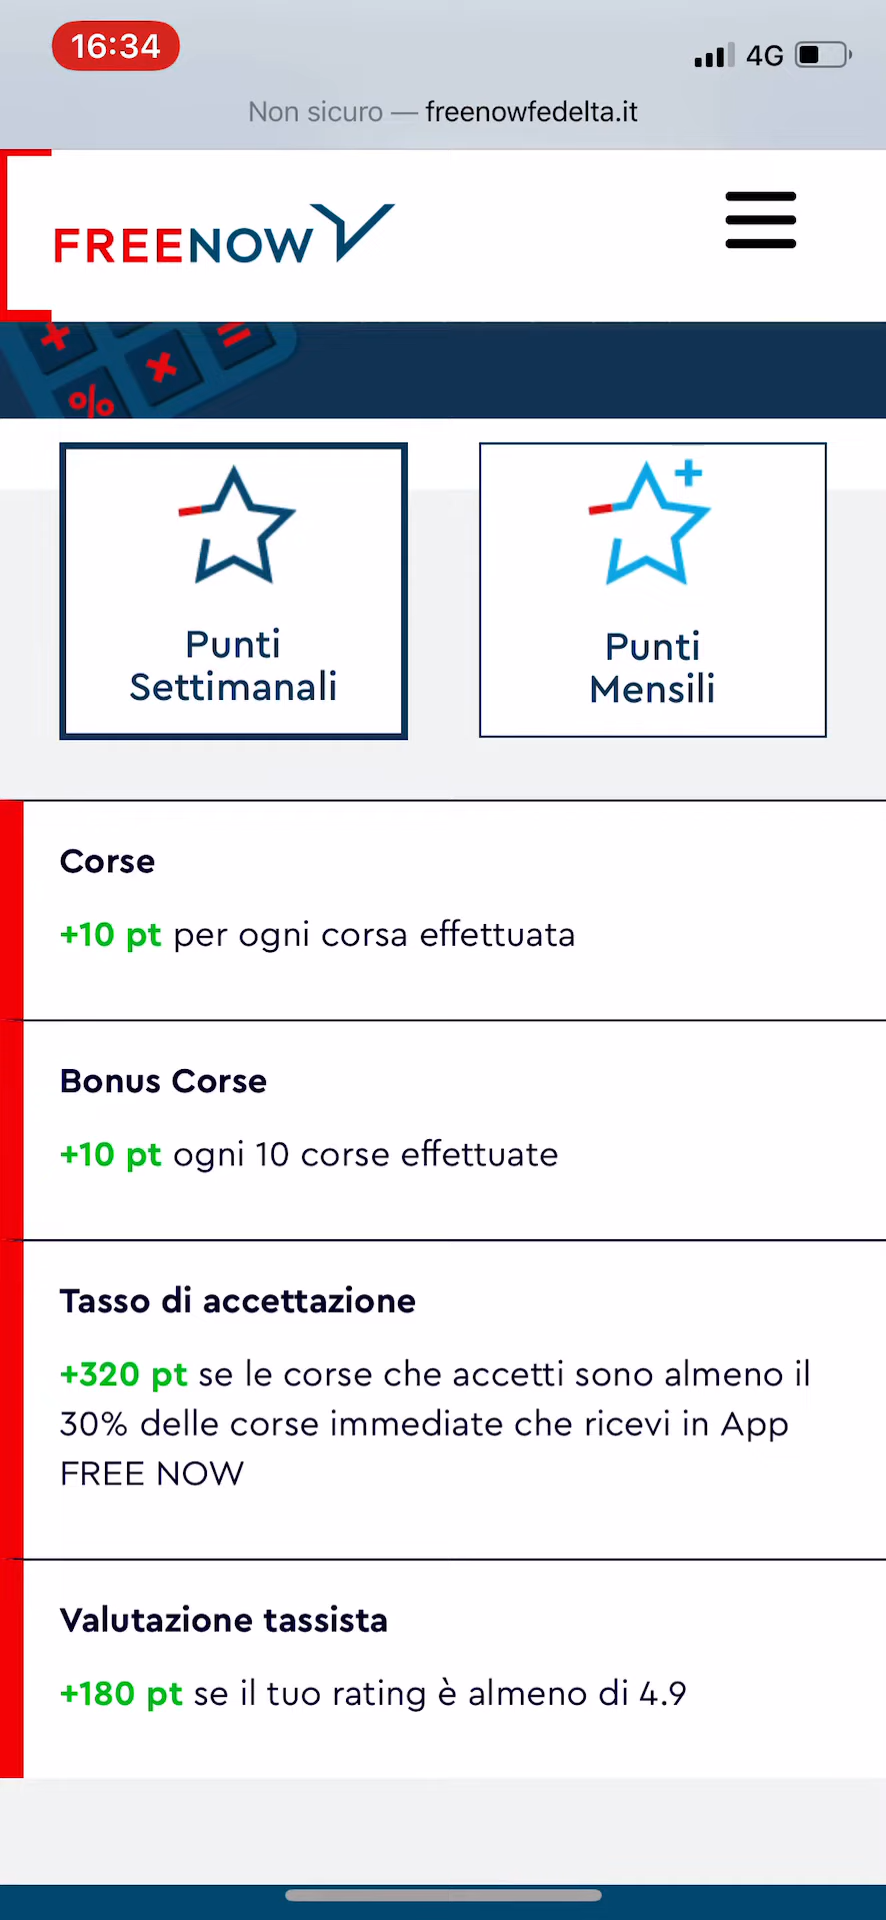 16:34
4G
Non sicuro — freenowfedelta.it
FREENOW
+ × =
%
Punti
Settimanali
Punti
Mensili
Corse
+10 pt per ogni corsa effettuata
Bonus Corse
+10 pt ogni 10 corse effettuate
Tasso di accettazione
+320 pt se le corse che accetti sono almeno il
30% delle corse immediate che ricevi in App
FREE NOW
Valutazione tassista
+180 pt se il tuo rating è almeno di 4.9